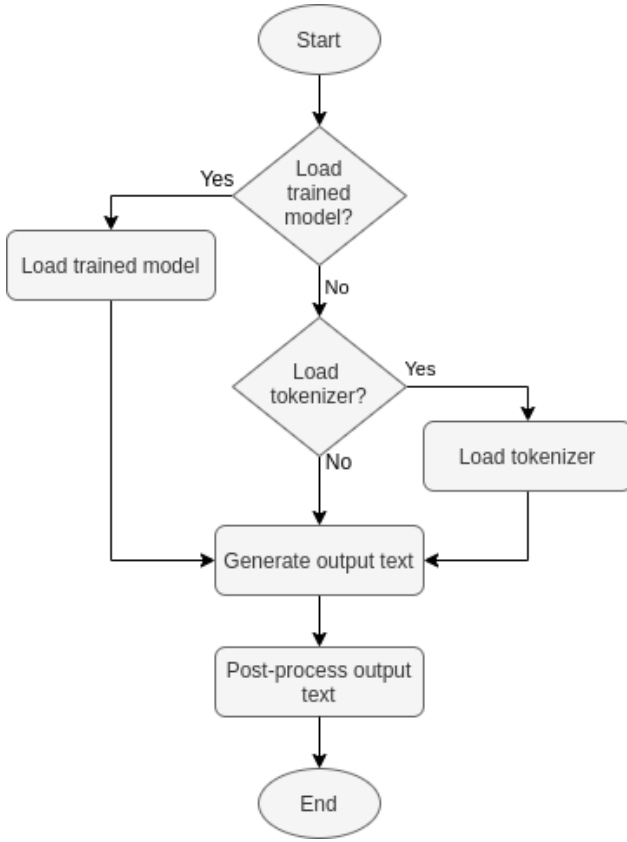 Start
Load
trained
model?
Yes
Load trained model
No
Load
tokenizer?
Yes
Load tokenizer
No
Generate output text
Post-process output
text
End